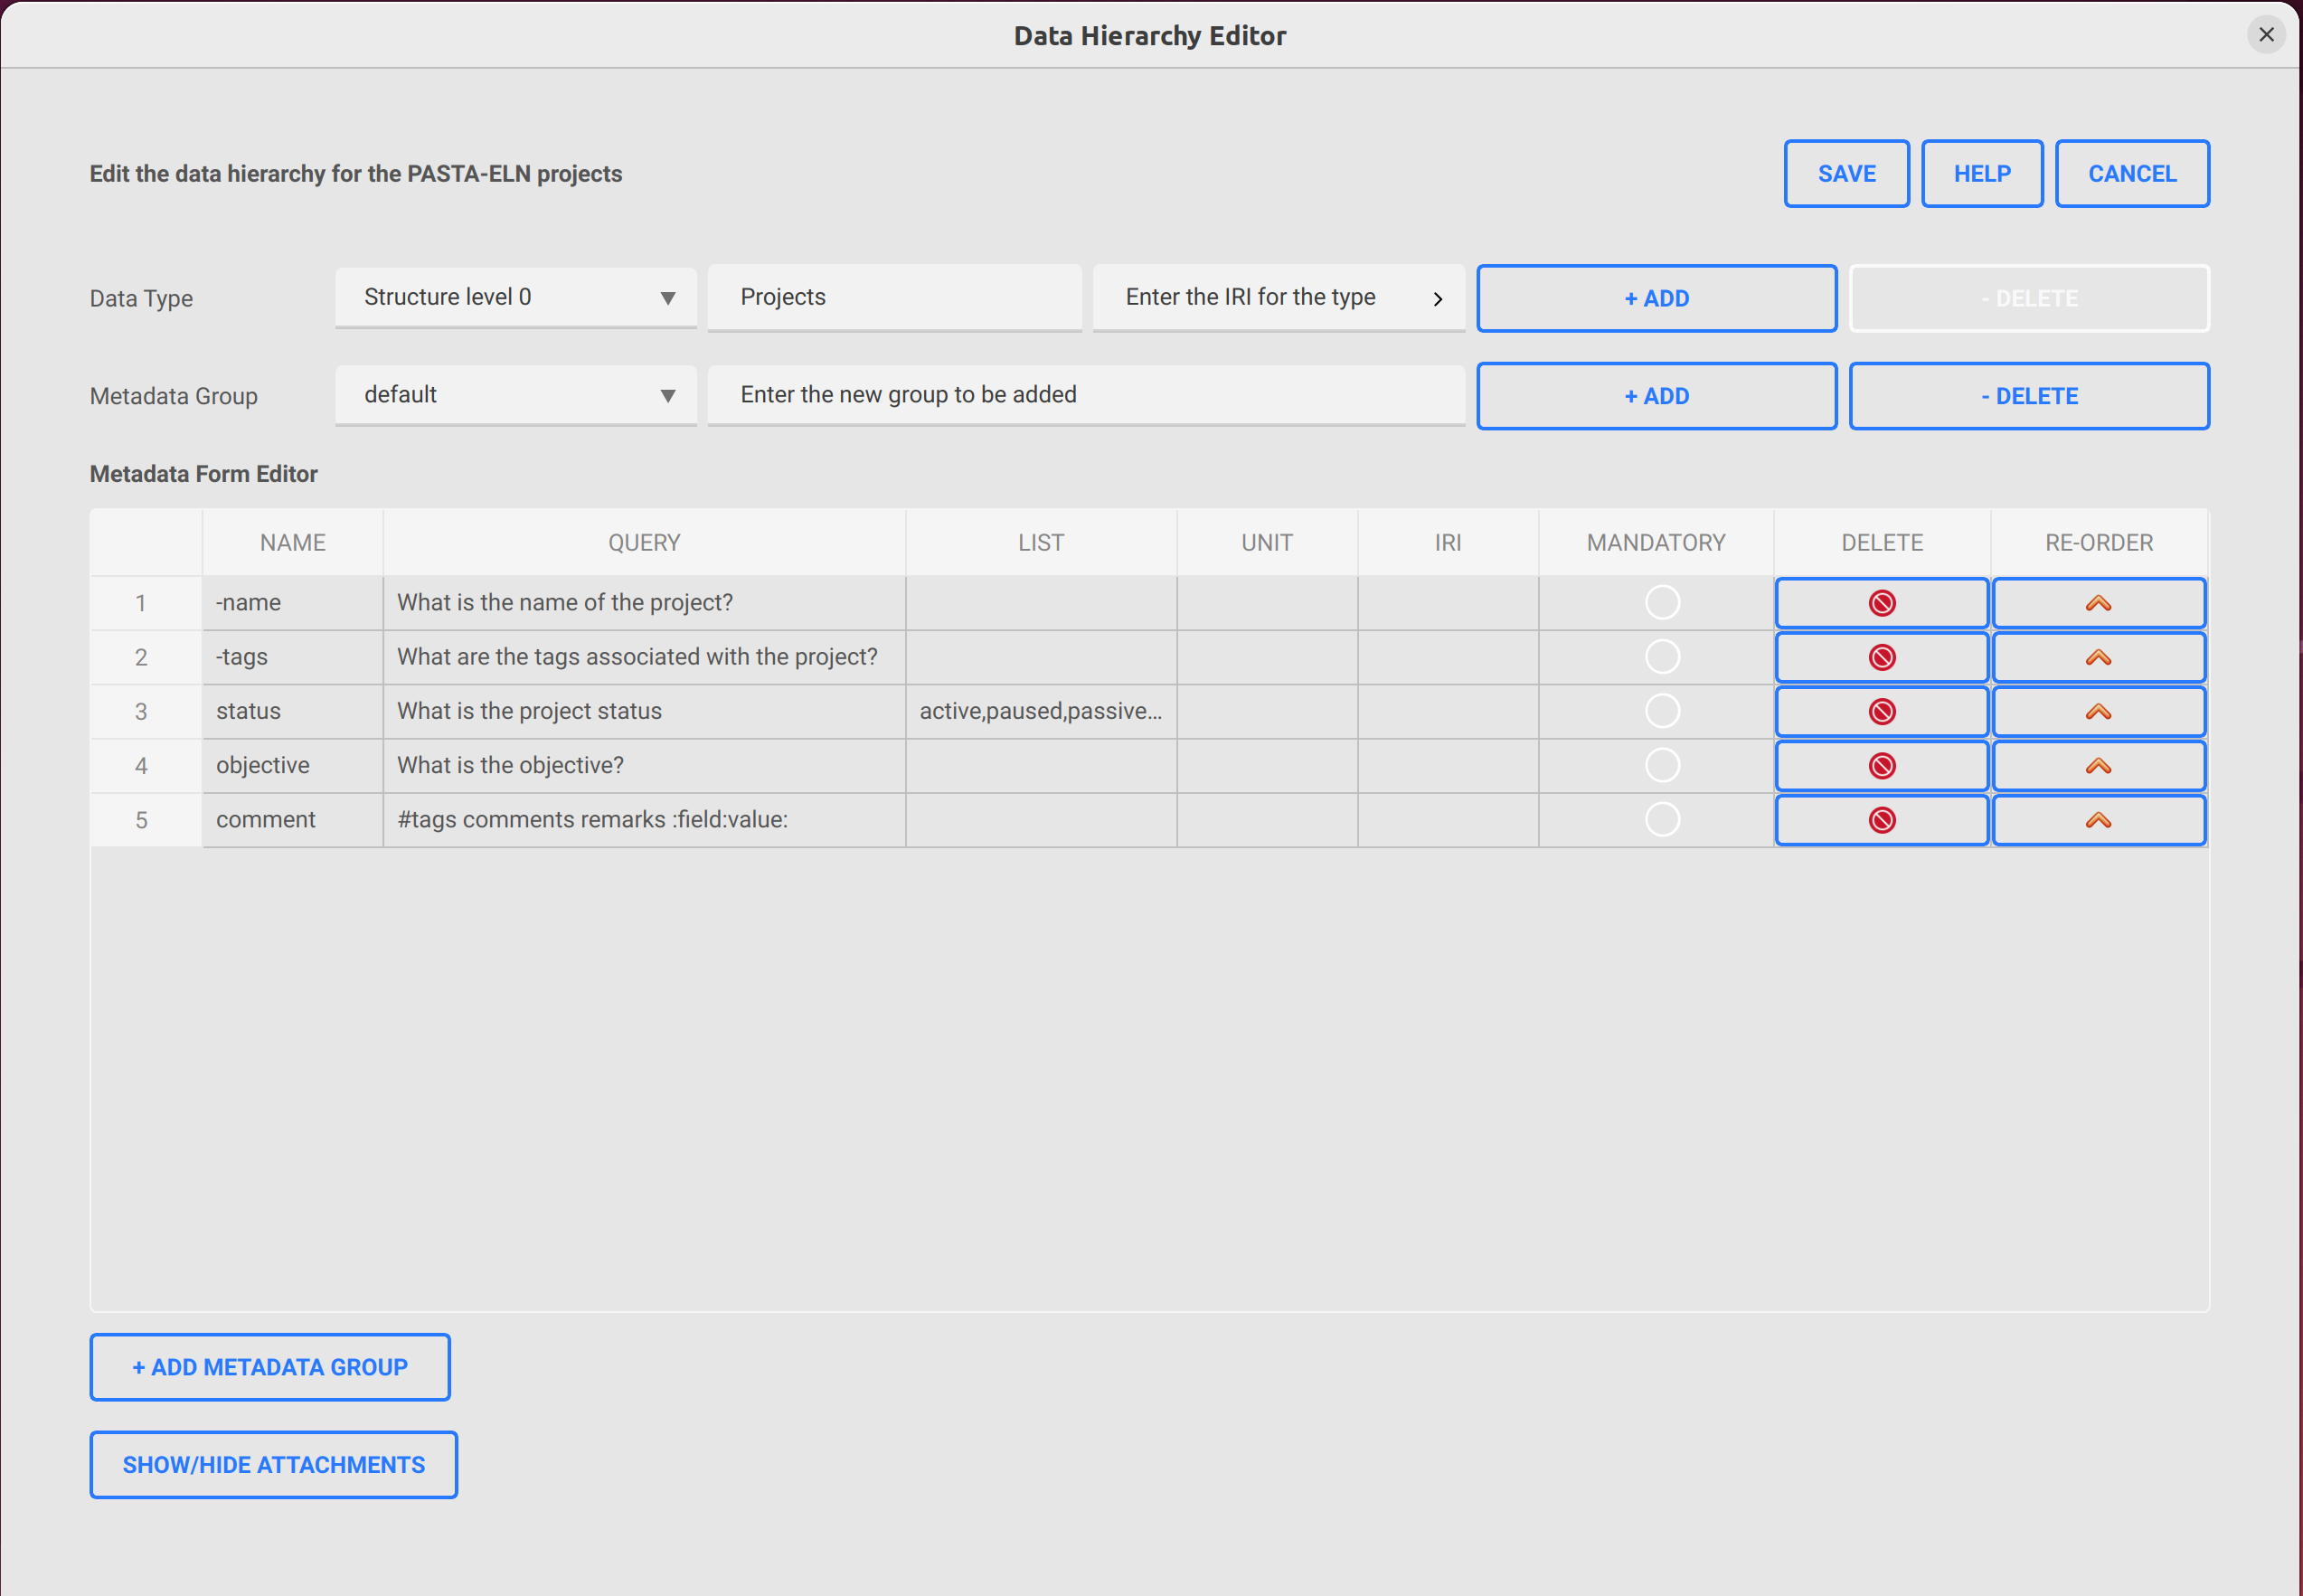 Data Hierarchy Editor
Edit the data hierarchy for the PASTA-ELN projects
SAVE HELP CANCEL
Data Type Structure level 0 Projects Enter the IRI for the type + ADD - DELETE
Metadata Group default Enter the new group to be added + ADD - DELETE
Metadata Form Editor
NAME QUERY LIST UNIT IRI MANDATORY DELETE RE-ORDER
1 -name What is the name of the project?
2 -tags What are the tags associated with the project?
3 status What is the project status active,paused,passive...
4 objective What is the objective?
5 comment #tags comments remarks :field:value:
+ ADD METADATA GROUP
SHOW/HIDE ATTACHMENTS